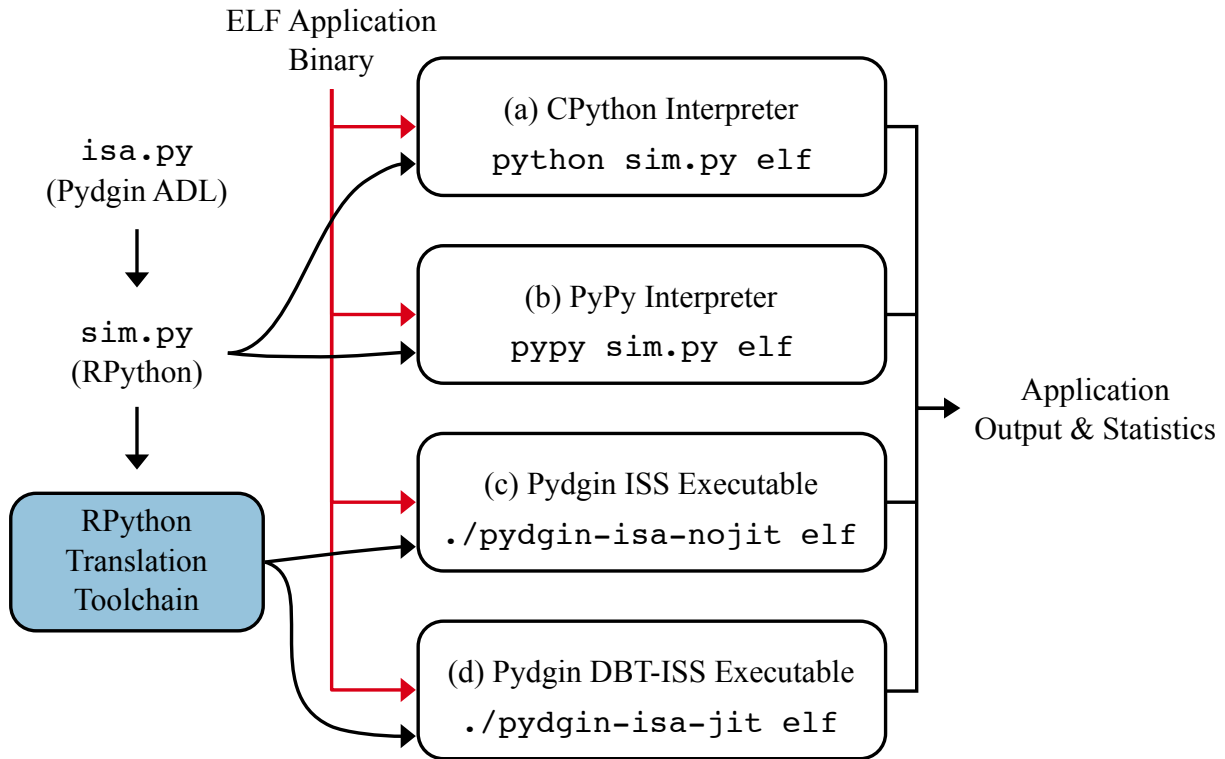 ELF Application
Binary
isa.py
(Pydgin ADL)
sim.py
(RPython)
RPython
Translation
Toolchain
(a) CPython Interpreter
python sim.py elf
(b) PyPy Interpreter
pypy sim.py elf
(c) Pydgin ISS Executable
./pydgin-isa-nojit elf
(d) Pydgin DBT-ISS Executable
./pydgin-isa-jit elf
Application
Output & Statistics